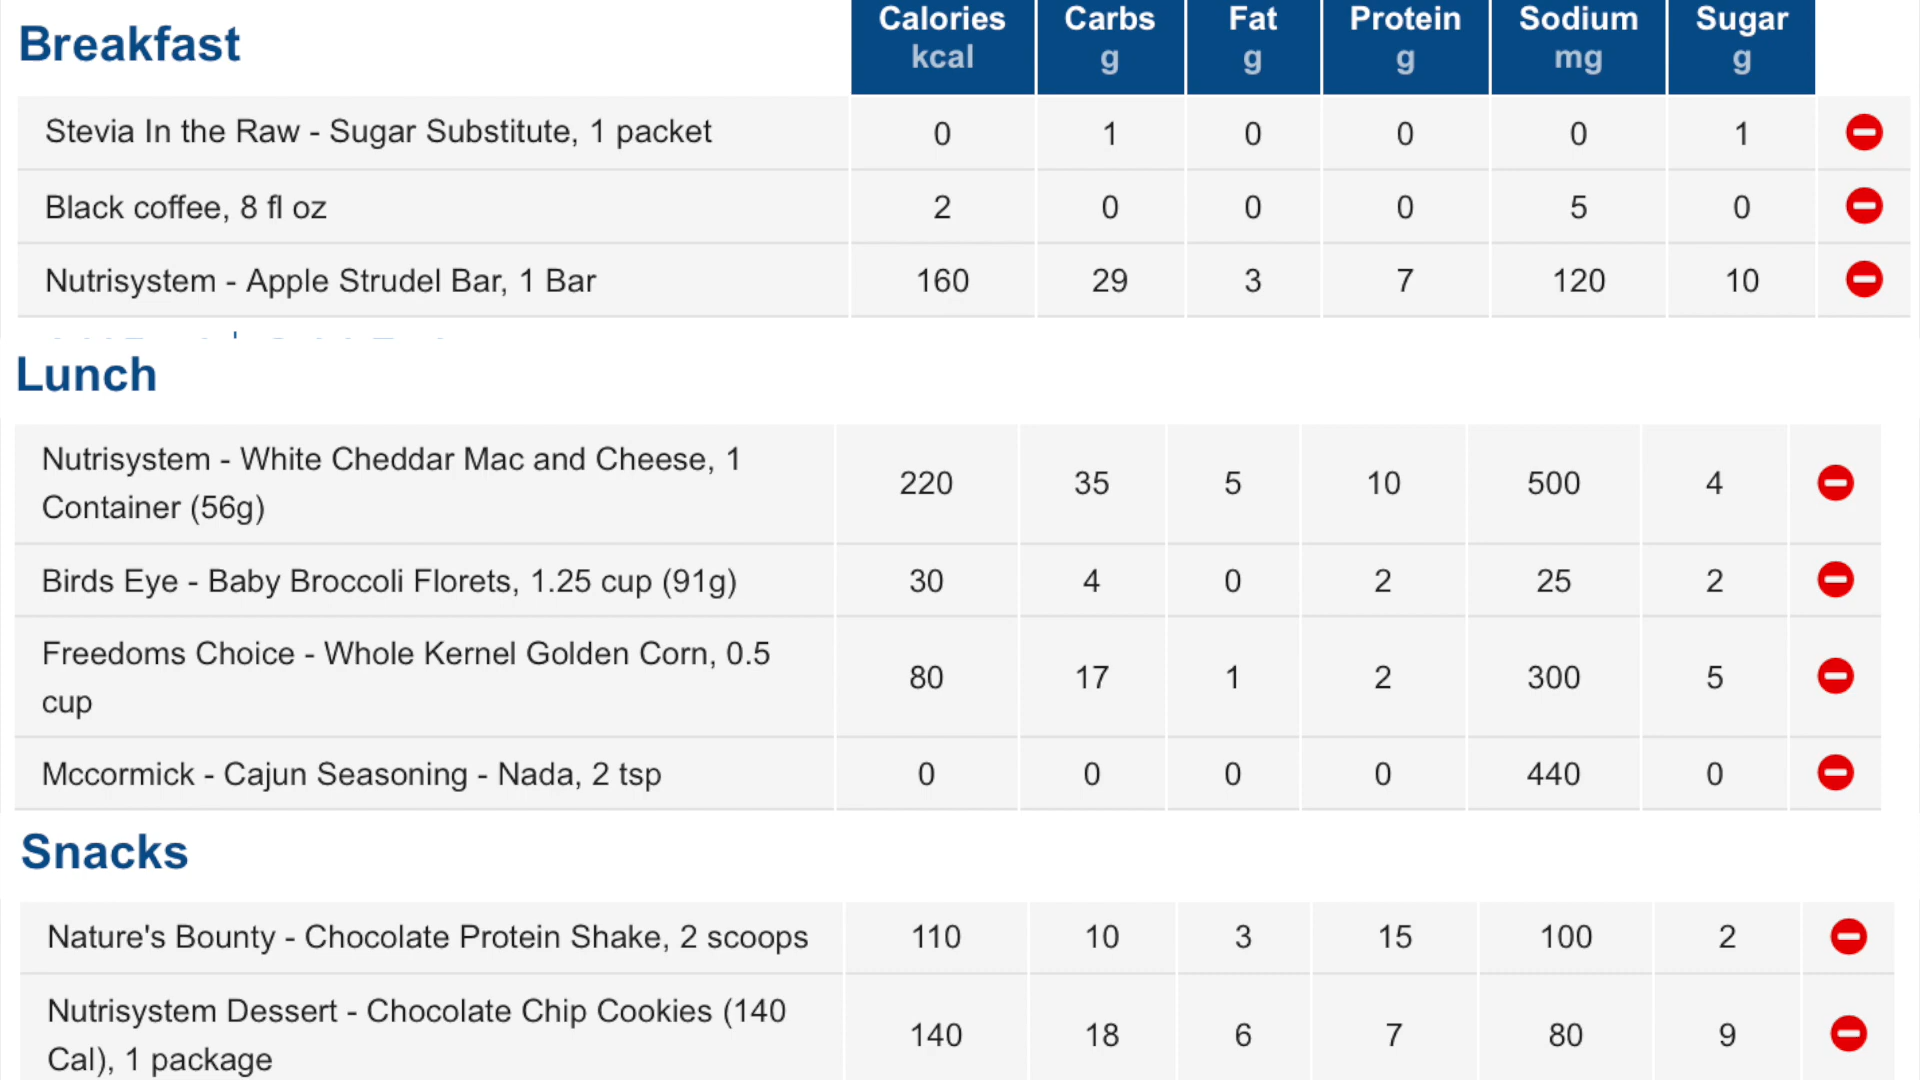 Breakfast
Calories Carbs Fat Protein Sodium Sugar
kcal g g g mg g
Stevia In the Raw - Sugar Substitute, 1 packet 0 1 0 0 0 1
Black coffee, 8 fl oz 2 0 0 0 5 0
Nutrisystem - Apple Strudel Bar, 1 Bar 160 29 3 7 120 10
Lunch
Nutrisystem - White Cheddar Mac and Cheese, 1
Container (56g) 220 35 5 10 500 4
Birds Eye - Baby Broccoli Florets, 1.25 cup (91g) 30 4 0 2 25 2
Freedoms Choice - Whole Kernel Golden Corn, 0.5
cup 80 17 1 2 300 5
Mccormick - Cajun Seasoning - Nada, 2 tsp 0 0 0 0 440 0
Snacks
Nature's Bounty - Chocolate Protein Shake, 2 scoops 110 10 3 15 100 2
Nutrisystem Dessert - Chocolate Chip Cookies (140
Cal), 1 package 140 18 6 7 80 9